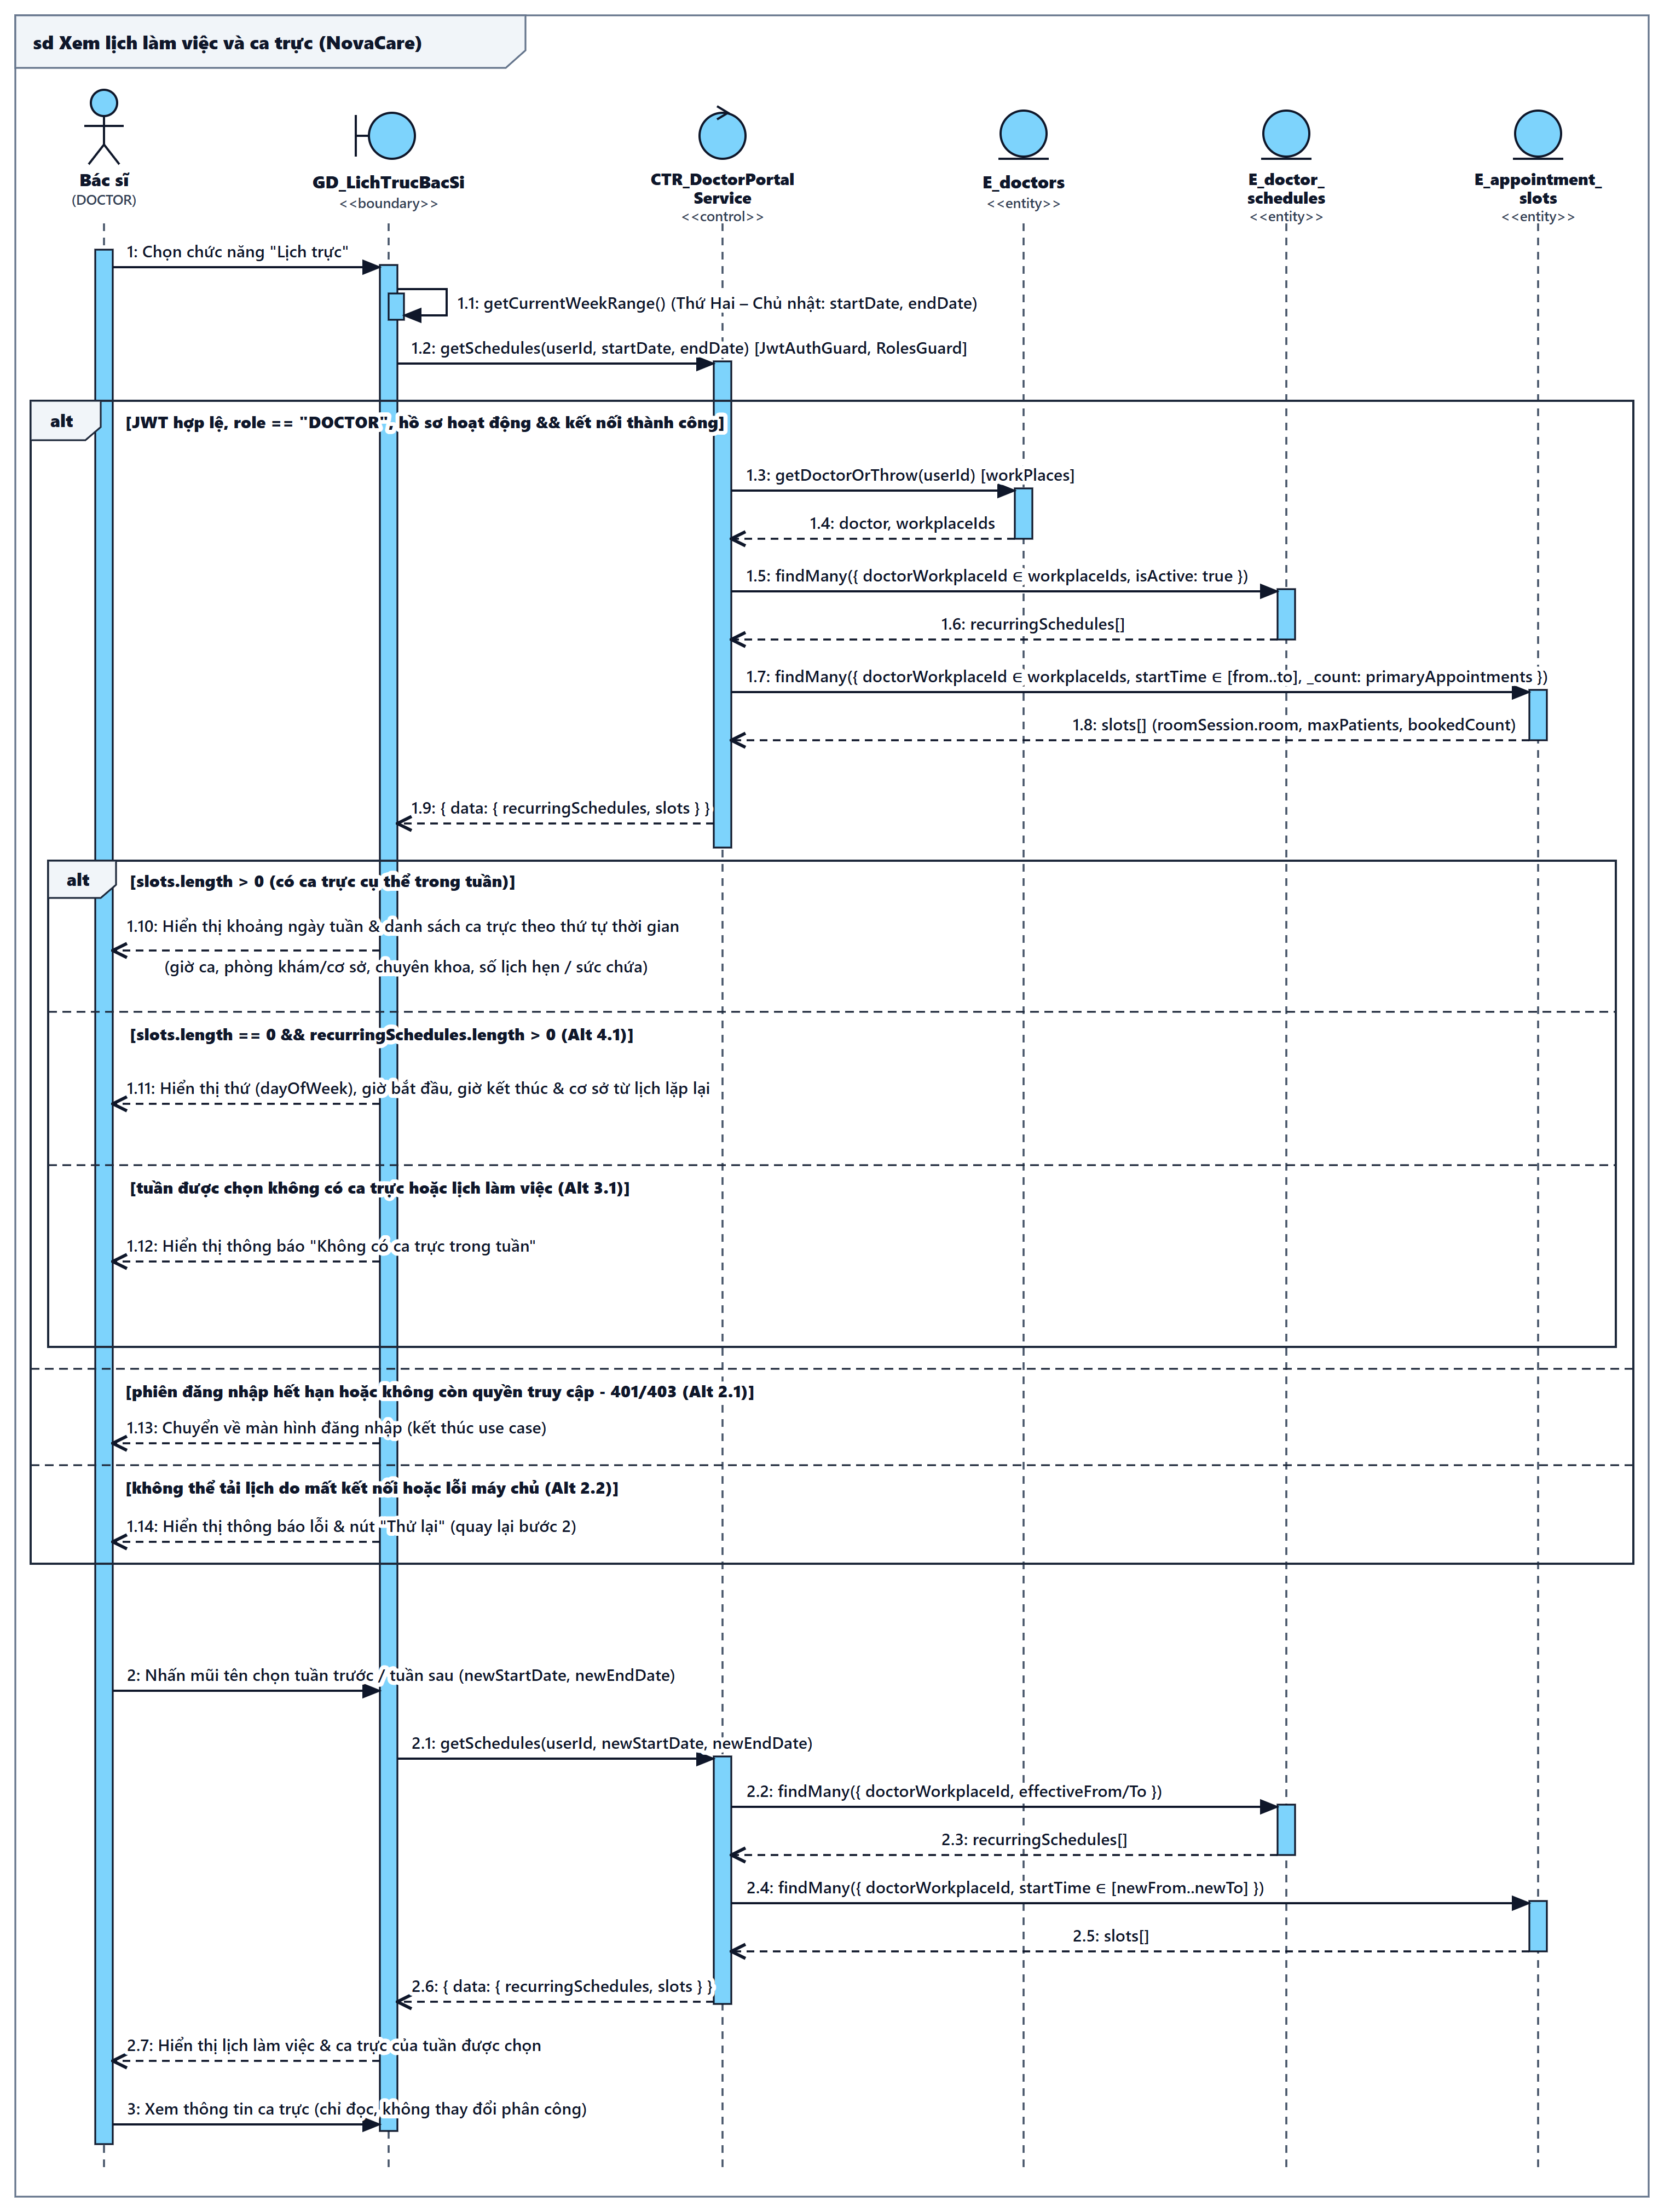 sd Xem lịch làm việc và ca trực (NovaCare)
Bác sĩ
(DOCTOR)
GD_LichTrucBacSi
<<boundary>>
CTR_DoctorPortal
Service
<<control>>
E_doctors
<<entity>>
E_doctor_
schedules
<<entity>>
E_appointment_
slots
<<entity>>
1: Chọn chức năng "Lịch trực"
1.1: getCurrentWeekRange() (Thứ Hai – Chủ nhật: startDate, endDate)
1.2: getSchedules(userId, startDate, endDate) [JwtAuthGuard, RolesGuard]
alt
[JWT hợp lệ, role == "DOCTOR", hồ sơ hoạt động && kết nối thành công]
1.3: getDoctorOrThrow(userId) [workPlaces]
1.4: doctor, workplaceIds
1.5: findMany({ doctorWorkplaceId ∈ workplaceIds, isActive: true })
1.6: recurringSchedules[]
1.7: findMany({ doctorWorkplaceId ∈ workplaceIds, startTime ∈ [from..to], _count: primaryAppointments })
1.8: slots[] (roomSession.room, maxPatients, bookedCount)
1.9: { data: { recurringSchedules, slots } }
alt
[slots.length > 0 (có ca trực cụ thể trong tuần)]
1.10: Hiển thị khoảng ngày tuần & danh sách ca trực theo thứ tự thời gian
(giờ ca, phòng khám/cơ sở, chuyên khoa, số lịch hẹn / sức chứa)
[slots.length == 0 && recurringSchedules.length > 0 (Alt 4.1)]
1.11: Hiển thị thứ (dayOfWeek), giờ bắt đầu, giờ kết thúc & cơ sở từ lịch lặp lại
[tuần được chọn không có ca trực hoặc lịch làm việc (Alt 3.1)]
1.12: Hiển thị thông báo "Không có ca trực trong tuần"
[phiên đăng nhập hết hạn hoặc không còn quyền truy cập - 401/403 (Alt 2.1)]
1.13: Chuyển về màn hình đăng nhập (kết thúc use case)
[không thể tải lịch do mất kết nối hoặc lỗi máy chủ (Alt 2.2)]
1.14: Hiển thị thông báo lỗi & nút "Thử lại" (quay lại bước 2)
2: Nhấn mũi tên chọn tuần trước / tuần sau (newStartDate, newEndDate)
2.1: getSchedules(userId, newStartDate, newEndDate)
2.2: findMany({ doctorWorkplaceId, effectiveFrom/To })
2.3: recurringSchedules[]
2.4: findMany({ doctorWorkplaceId, startTime ∈ [newFrom..newTo] })
2.5: slots[]
2.6: { data: { recurringSchedules, slots } }
2.7: Hiển thị lịch làm việc & ca trực của tuần được chọn
3: Xem thông tin ca trực (chỉ đọc, không thay đổi phân công)